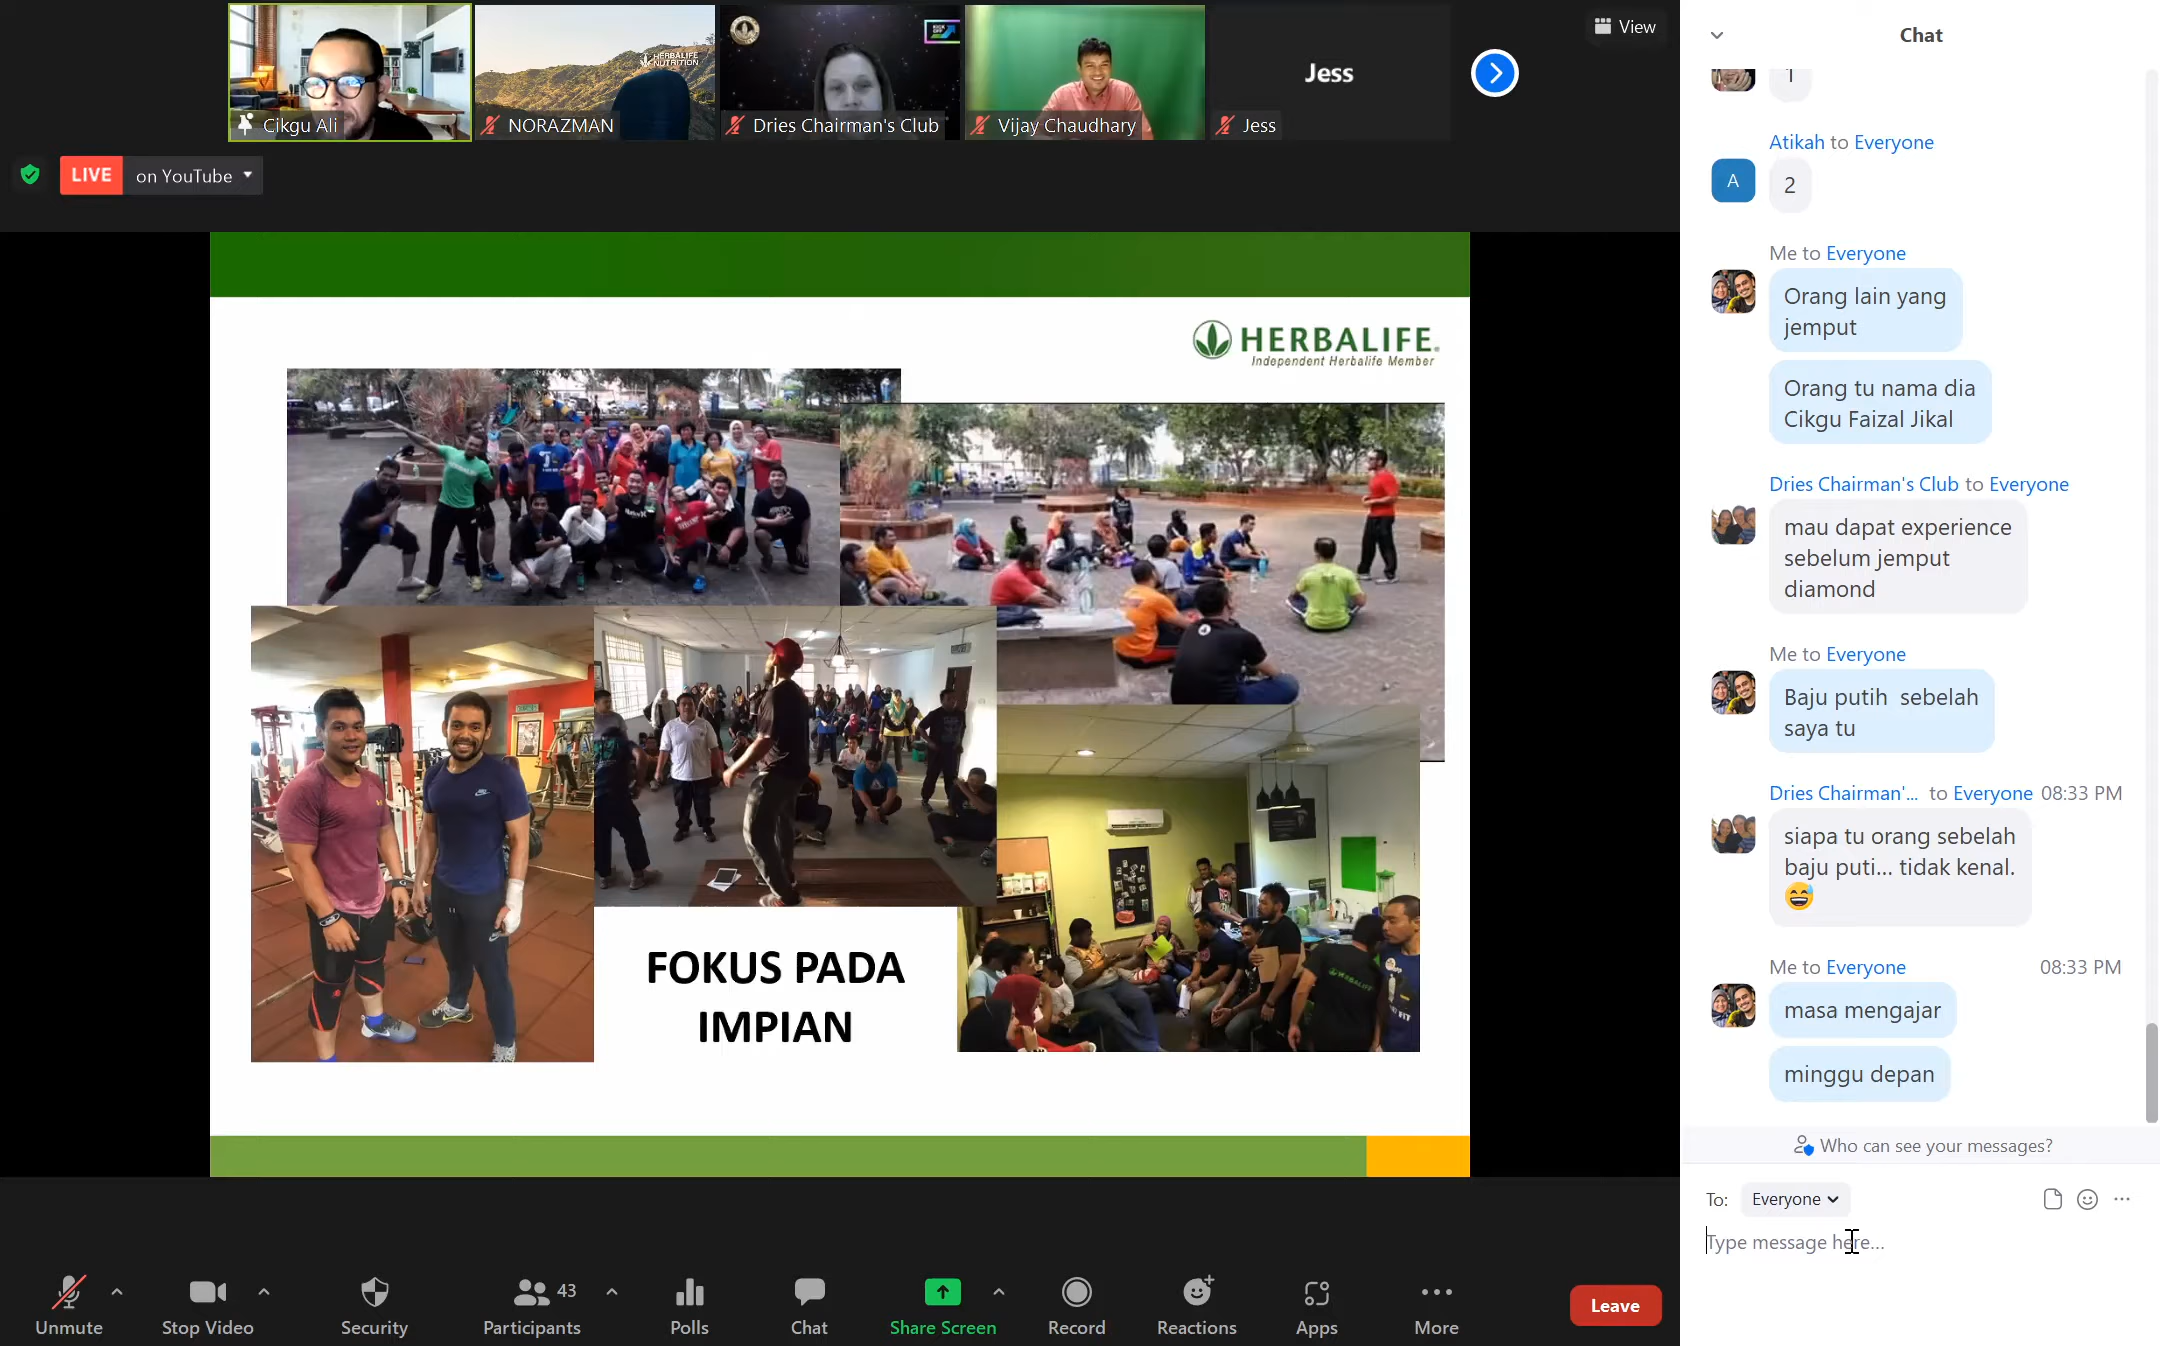 View
Cikgu Ali
HERBALIFE
NUTRITION
NORAZMAN
Dries Chairman's Club
Vijay Chaudhary
Jess
Jess
LIVE on YouTube
HERBALIFE
Independent Herbalife Member
FOKUS PADA
IMPIAN
Chat
1
Atikah to Everyone
A
2
Me to Everyone
Orang lain yang
jemput
Orang tu nama dia
Cikgu Faizal Jikal
Dries Chairman's Club to Everyone
mau dapat experience
sebelum jemput
diamond
Me to Everyone
Baju putih  sebelah
saya tu
Dries Chairman'... to Everyone 08:33 PM
siapa tu orang sebelah
baju puti... tidak kenal.
😅
Me to Everyone 08:33 PM
masa mengajar
minggu depan
Who can see your messages?
To: Everyone
Type message here...
Unmute
Stop Video
Security
43
Participants
Polls
Chat
Share Screen
Record
Reactions
Apps
More
Leave